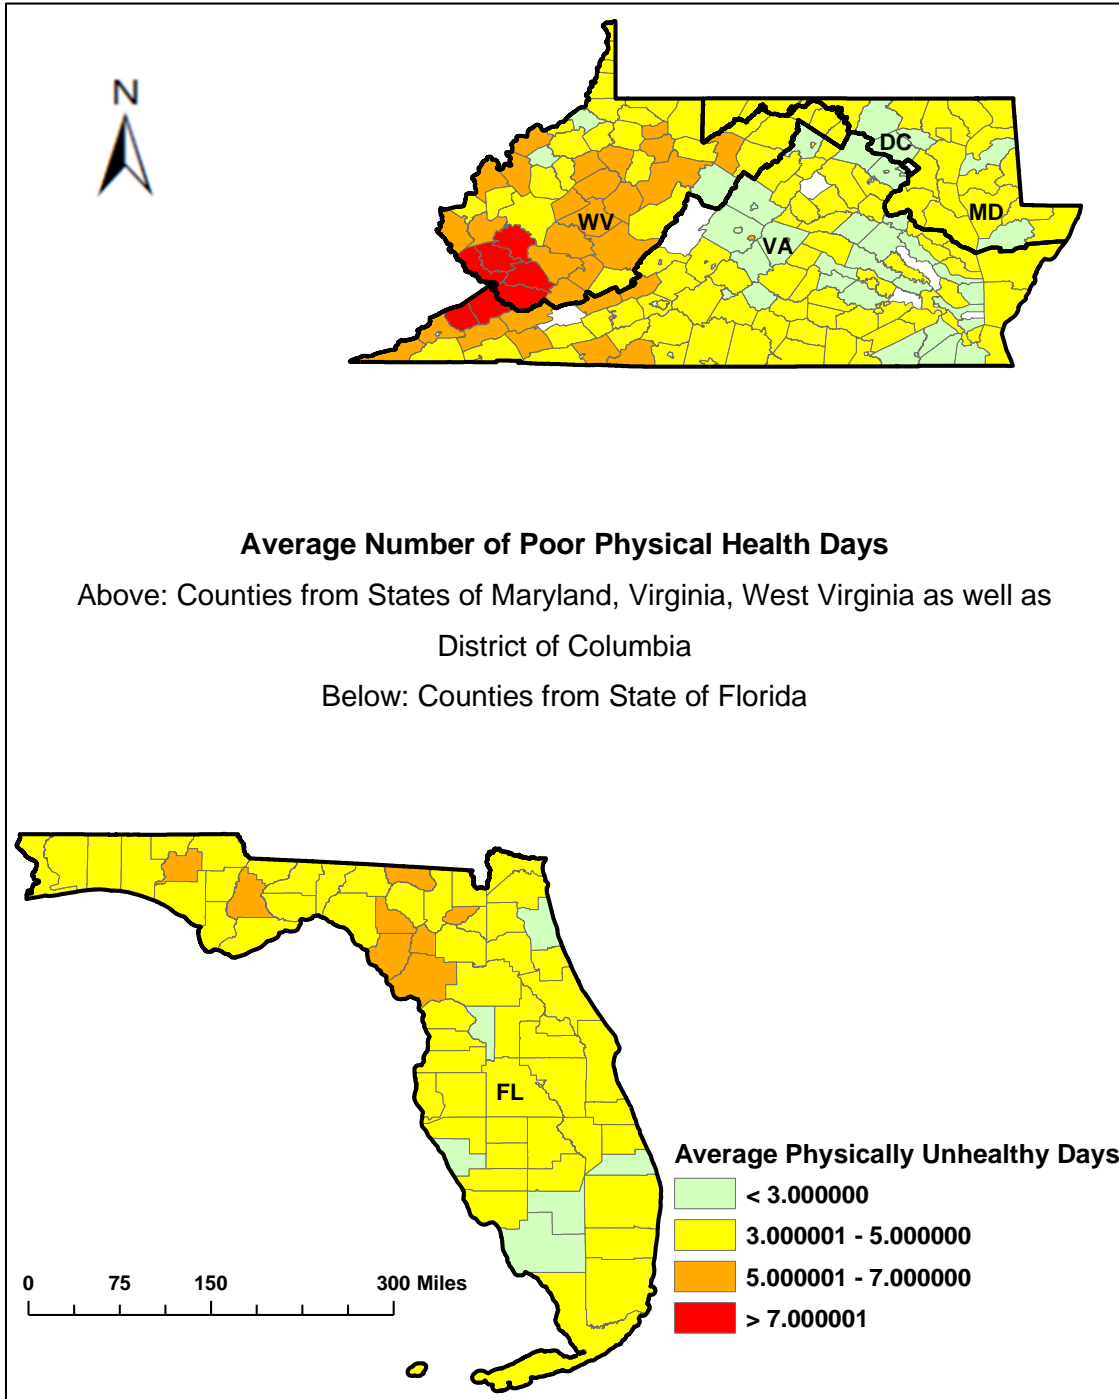 N
DC
WV
MD
VA
Average Number of Poor Physical Health Days
Above: Counties from States of Maryland, Virginia, West Virginia as well as
District of Columbia
Below: Counties from State of Florida
FL
Average Physically Unhealthy Days
< 3.000000
3.000001 - 5.000000
5.000001 - 7.000000
> 7.000001
0 75 150 300 Miles